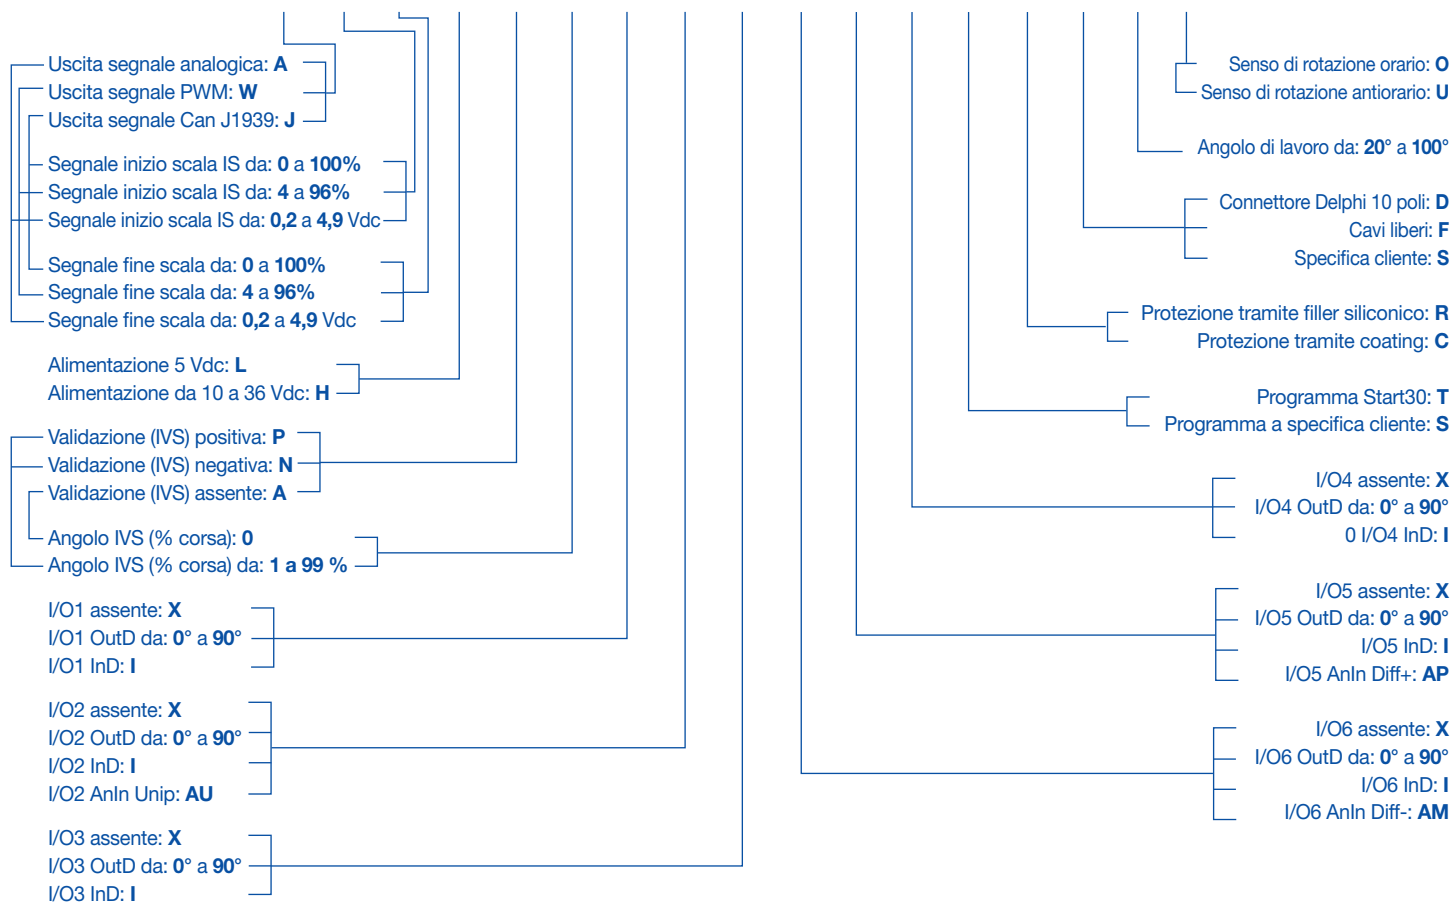 Uscita segnale analogica: A
Uscita segnale PWM: W
Uscita segnale Can J1939: J
Segnale inizio scala IS da: 0 a 100%
Segnale inizio scala IS da: 4 a 96%
Segnale inizio scala IS da: 0,2 a 4,9 Vdc
Segnale fine scala da: 0 a 100%
Segnale fine scala da: 4 a 96%
Segnale fine scala da: 0,2 a 4,9 Vdc
Alimentazione 5 Vdc: L
Alimentazione da 10 a 36 Vdc: H
Validazione (IVS) positiva: P
Validazione (IVS) negativa: N
Validazione (IVS) assente: A
Angolo IVS (% corsa): 0
Angolo IVS (% corsa) da: 1 a 99 %
I/O1 assente: X
I/O1 OutD da: 0° a 90°
I/O1 InD: I
I/O2 assente: X
I/O2 OutD da: 0° a 90°
I/O2 InD: I
I/O2 AnIn Unip: AU
I/O3 assente: X
I/O3 OutD da: 0° a 90°
I/O3 InD: I
Senso di rotazione orario: O
Senso di rotazione antiorario: U
Angolo di lavoro da: 20° a 100°
Connettore Delphi 10 poli: D
Cavi liberi: F
Specifica cliente: S
Protezione tramite filler siliconico: R
Protezione tramite coating: C
Programma Start30: T
Programma a specifica cliente: S
I/O4 assente: X
I/O4 OutD da: 0° a 90°
0 I/O4 InD: I
I/O5 assente: X
I/O5 OutD da: 0° a 90°
I/O5 InD: I
I/O5 AnIn Diff+: AP
I/O6 assente: X
I/O6 OutD da: 0° a 90°
I/O6 InD: I
I/O6 AnIn Diff-: AM